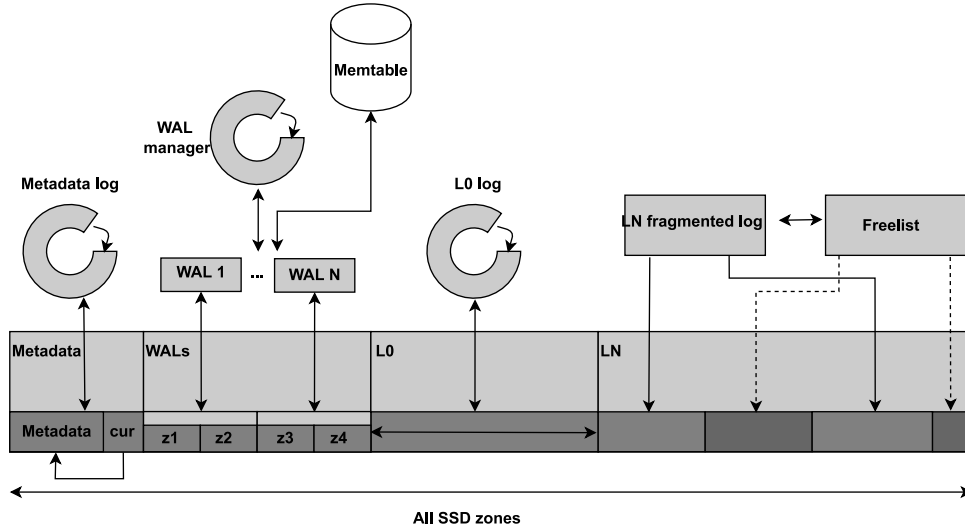 Memtable
WAL
manager
Metadata log
L0 log
LN fragmented log
Freelist
WAL 1
...
WAL N
Metadata
WALs
L0
LN
Metadata
cur
z1
z2
z3
z4
All SSD zones